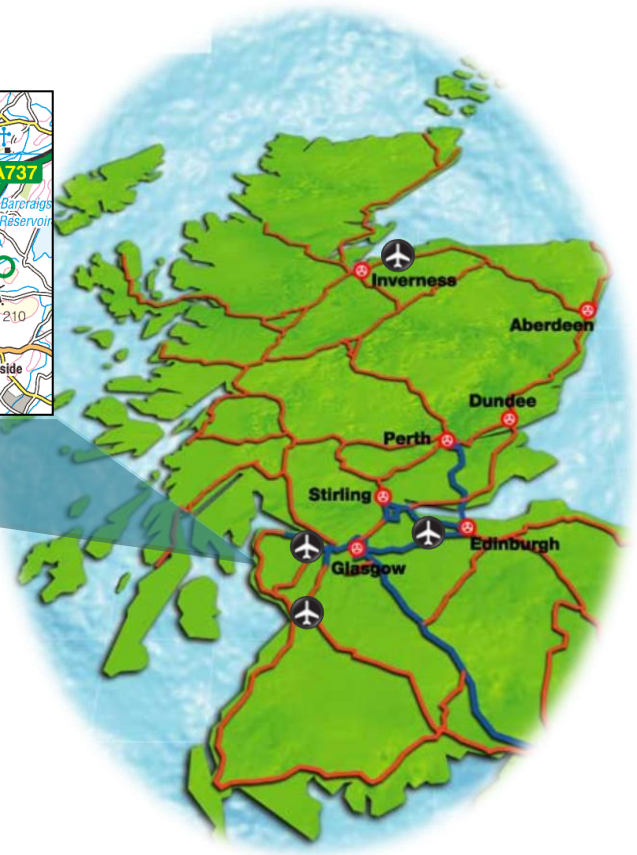 A737
Barcraigs
Reservoir
210
side
Inverness
Aberdeen
Dundee
Perth
Stirling
Edinburgh
Glasgow